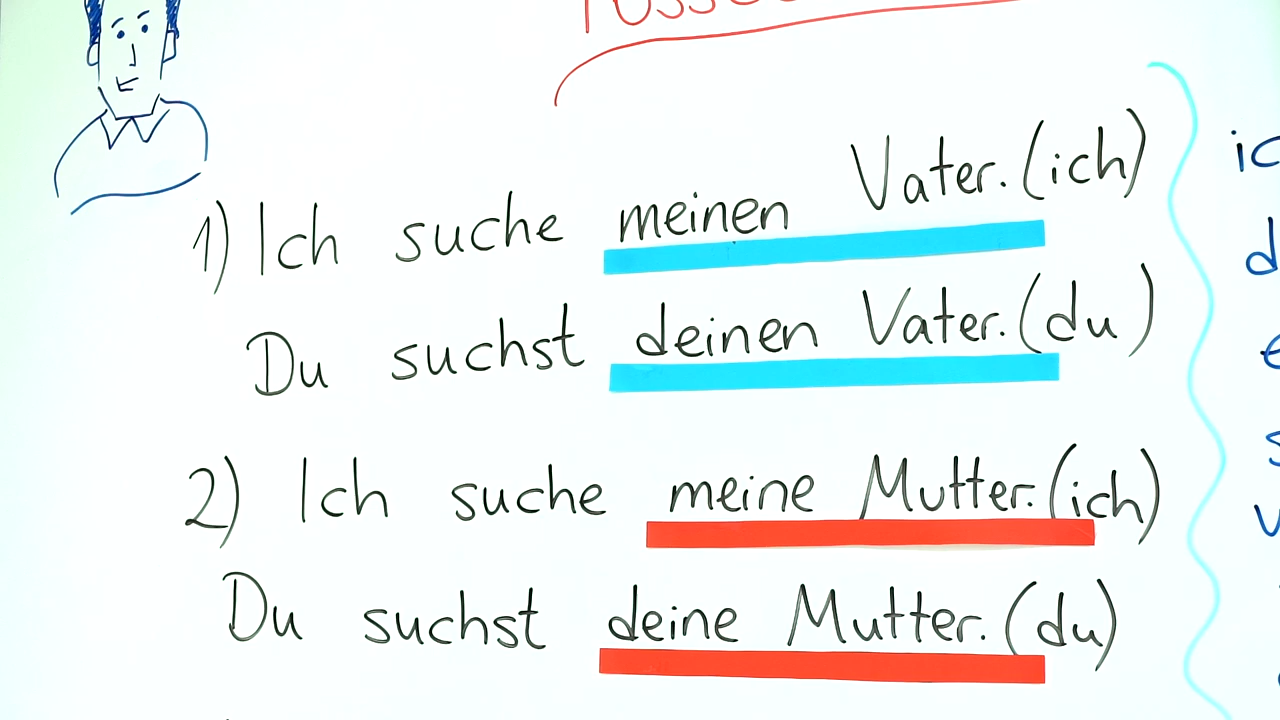 1) Ich suche meinen Vater. (ich)
Du suchst deinen Vater. (du)
2) Ich suche meine Mutter. (ich)
Du suchst deine Mutter. (du)